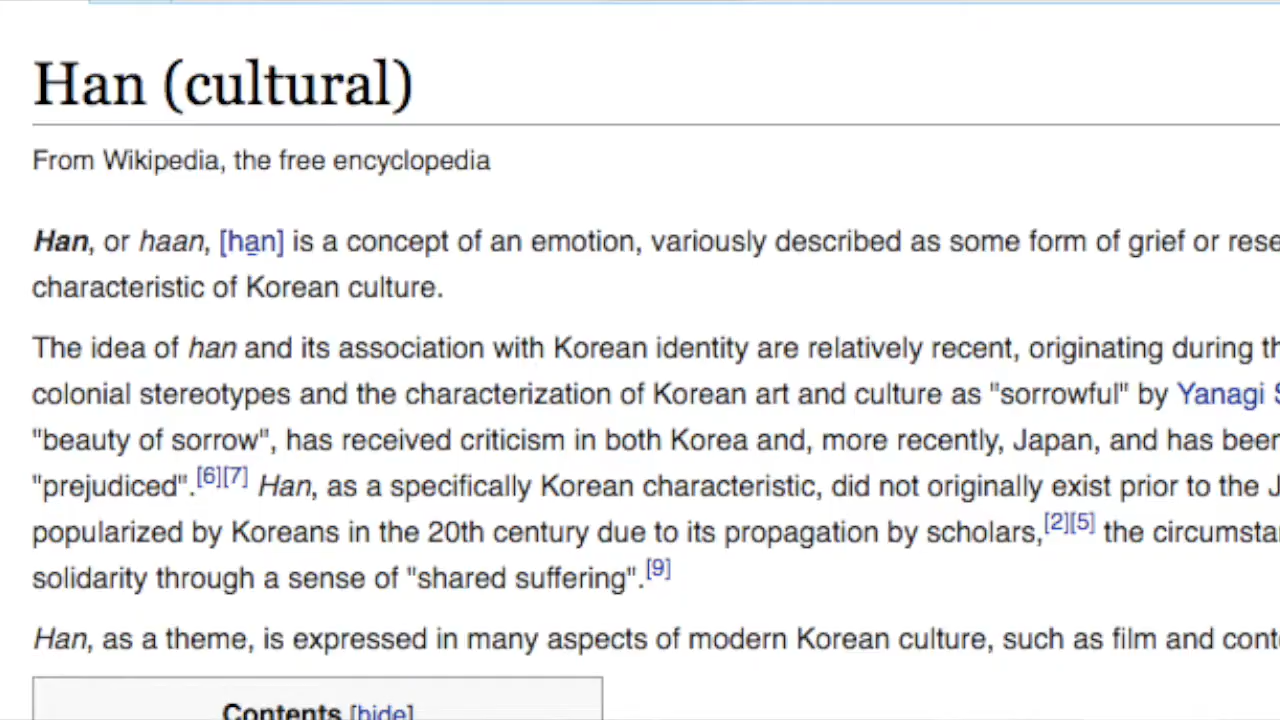 Han (cultural)
From Wikipedia, the free encyclopedia
Han, or haan, [ha̠n] is a concept of an emotion, variously described as some form of grief or rese
characteristic of Korean culture.
The idea of han and its association with Korean identity are relatively recent, originating during th
colonial stereotypes and the characterization of Korean art and culture as "sorrowful" by Yanagi S
"beauty of sorrow", has received criticism in both Korea and, more recently, Japan, and has been
"prejudiced".[6][7] Han, as a specifically Korean characteristic, did not originally exist prior to the J
popularized by Koreans in the 20th century due to its propagation by scholars,[2][5] the circumsta
solidarity through a sense of "shared suffering".[9]
Han, as a theme, is expressed in many aspects of modern Korean culture, such as film and conte
Contents [hide]